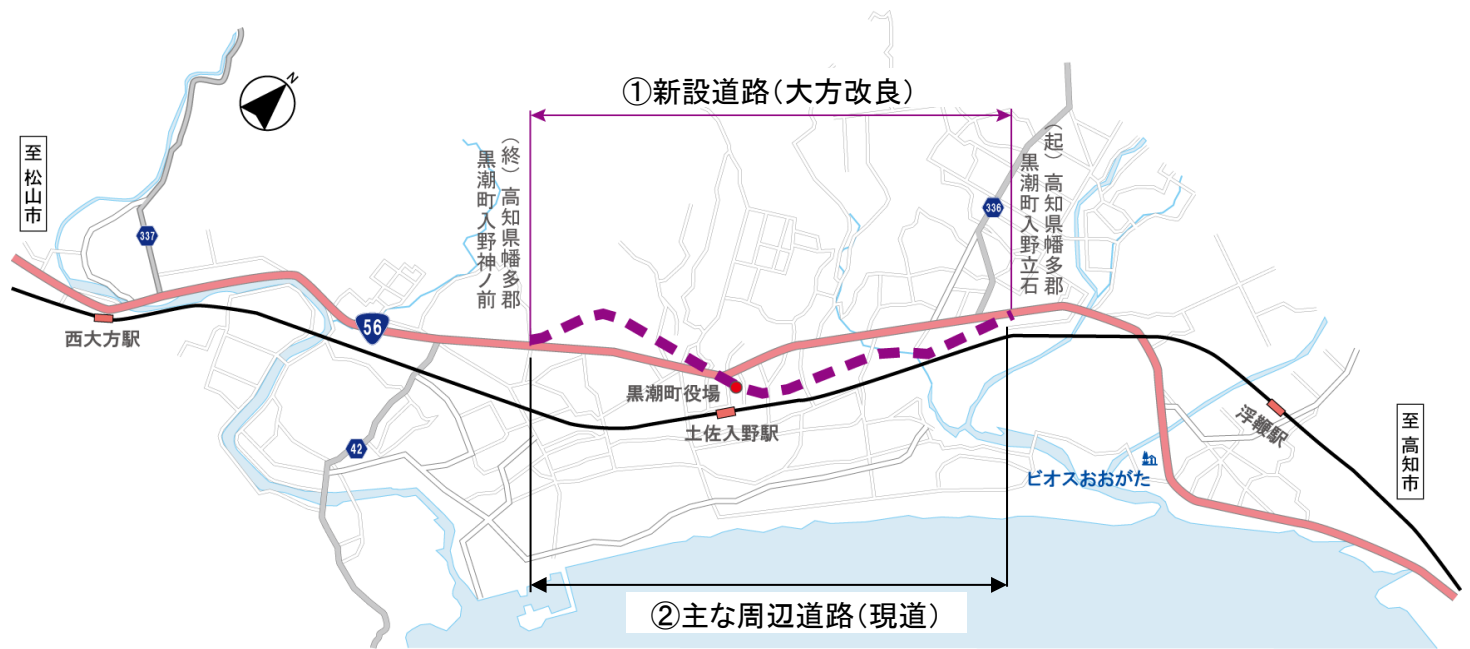 N
①新設道路(大方改良)
至 松山市
(終)高知県幡多郡
黒潮町入野神ノ前
(起)高知県幡多郡
黒潮町入野立石
337
336
56
西大方駅
黒潮町役場
土佐入野駅
42
浮鞭駅
至 高知市
ビオスおおがた
②主な周辺道路(現道)